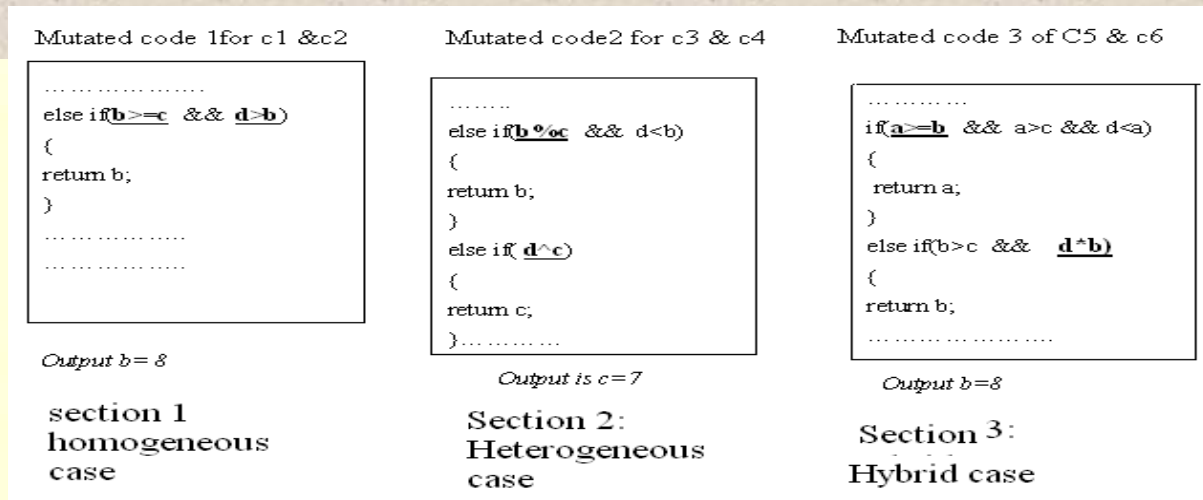 Mutated code 1for c1 &c2
………………….
else if(b>=c && d>b)
{
return b;
}
……………..
……………..
Output b= 8
section 1
homogeneous
case
Mutated code2 for c3 & c4
……..
else if(b%c && d<b)
{
return b;
}
else if( d^c)
{
return c;
}…………
Output is c=7
Section 2:
Heterogeneous
case
Mutated code 3 of C5 & c6
…………
if(a>=b && a>c && d<a)
{
return a;
}
else if(b>c && d*b)
{
return b;
………………….
Output b=8
Section 3:
Hybrid case